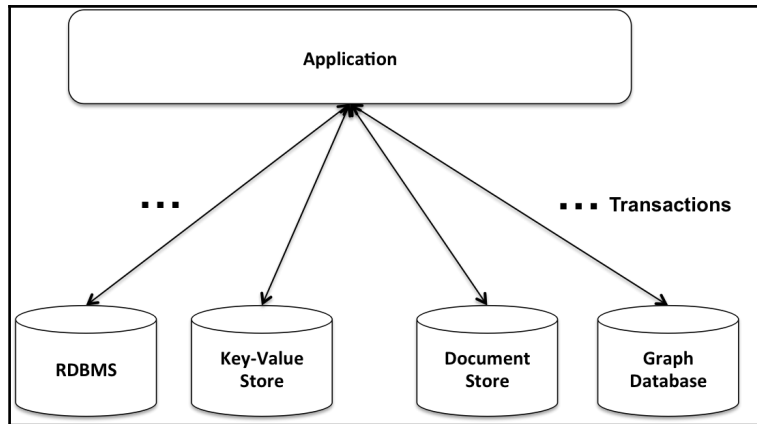 Application
... 
... Transactions
RDBMS
Key-Value
Store
Document
Store
Graph
Database